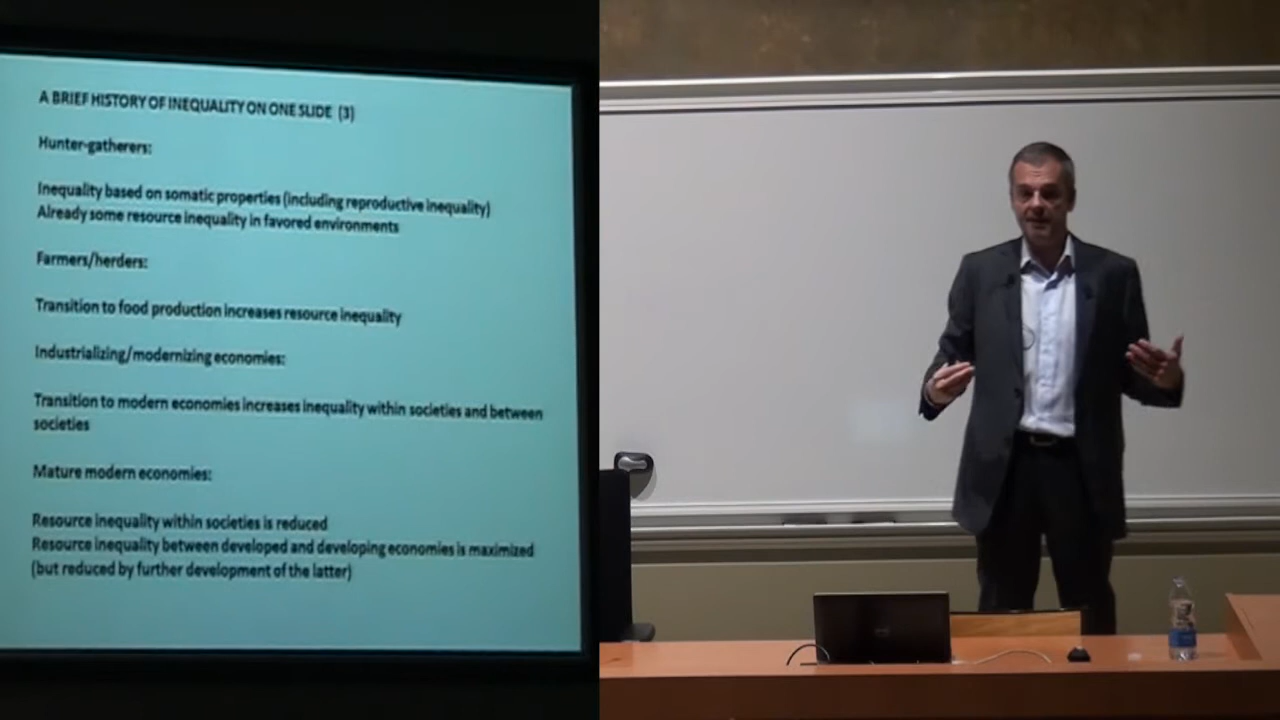 A BRIEF HISTORY OF INEQUALITY ON ONE SLIDE (3)
Hunter-gatherers:
Inequality based on somatic properties (including reproductive inequality)
Already some resource inequality in favored environments
Farmers/herders:
Transition to food production increases resource inequality
Industrializing/modernizing economies:
Transition to modern economies increases inequality within societies and between
societies
Mature modern economies:
Resource inequality within societies is reduced
Resource inequality between developed and developing economies is maximized
(but reduced by further development of the latter)